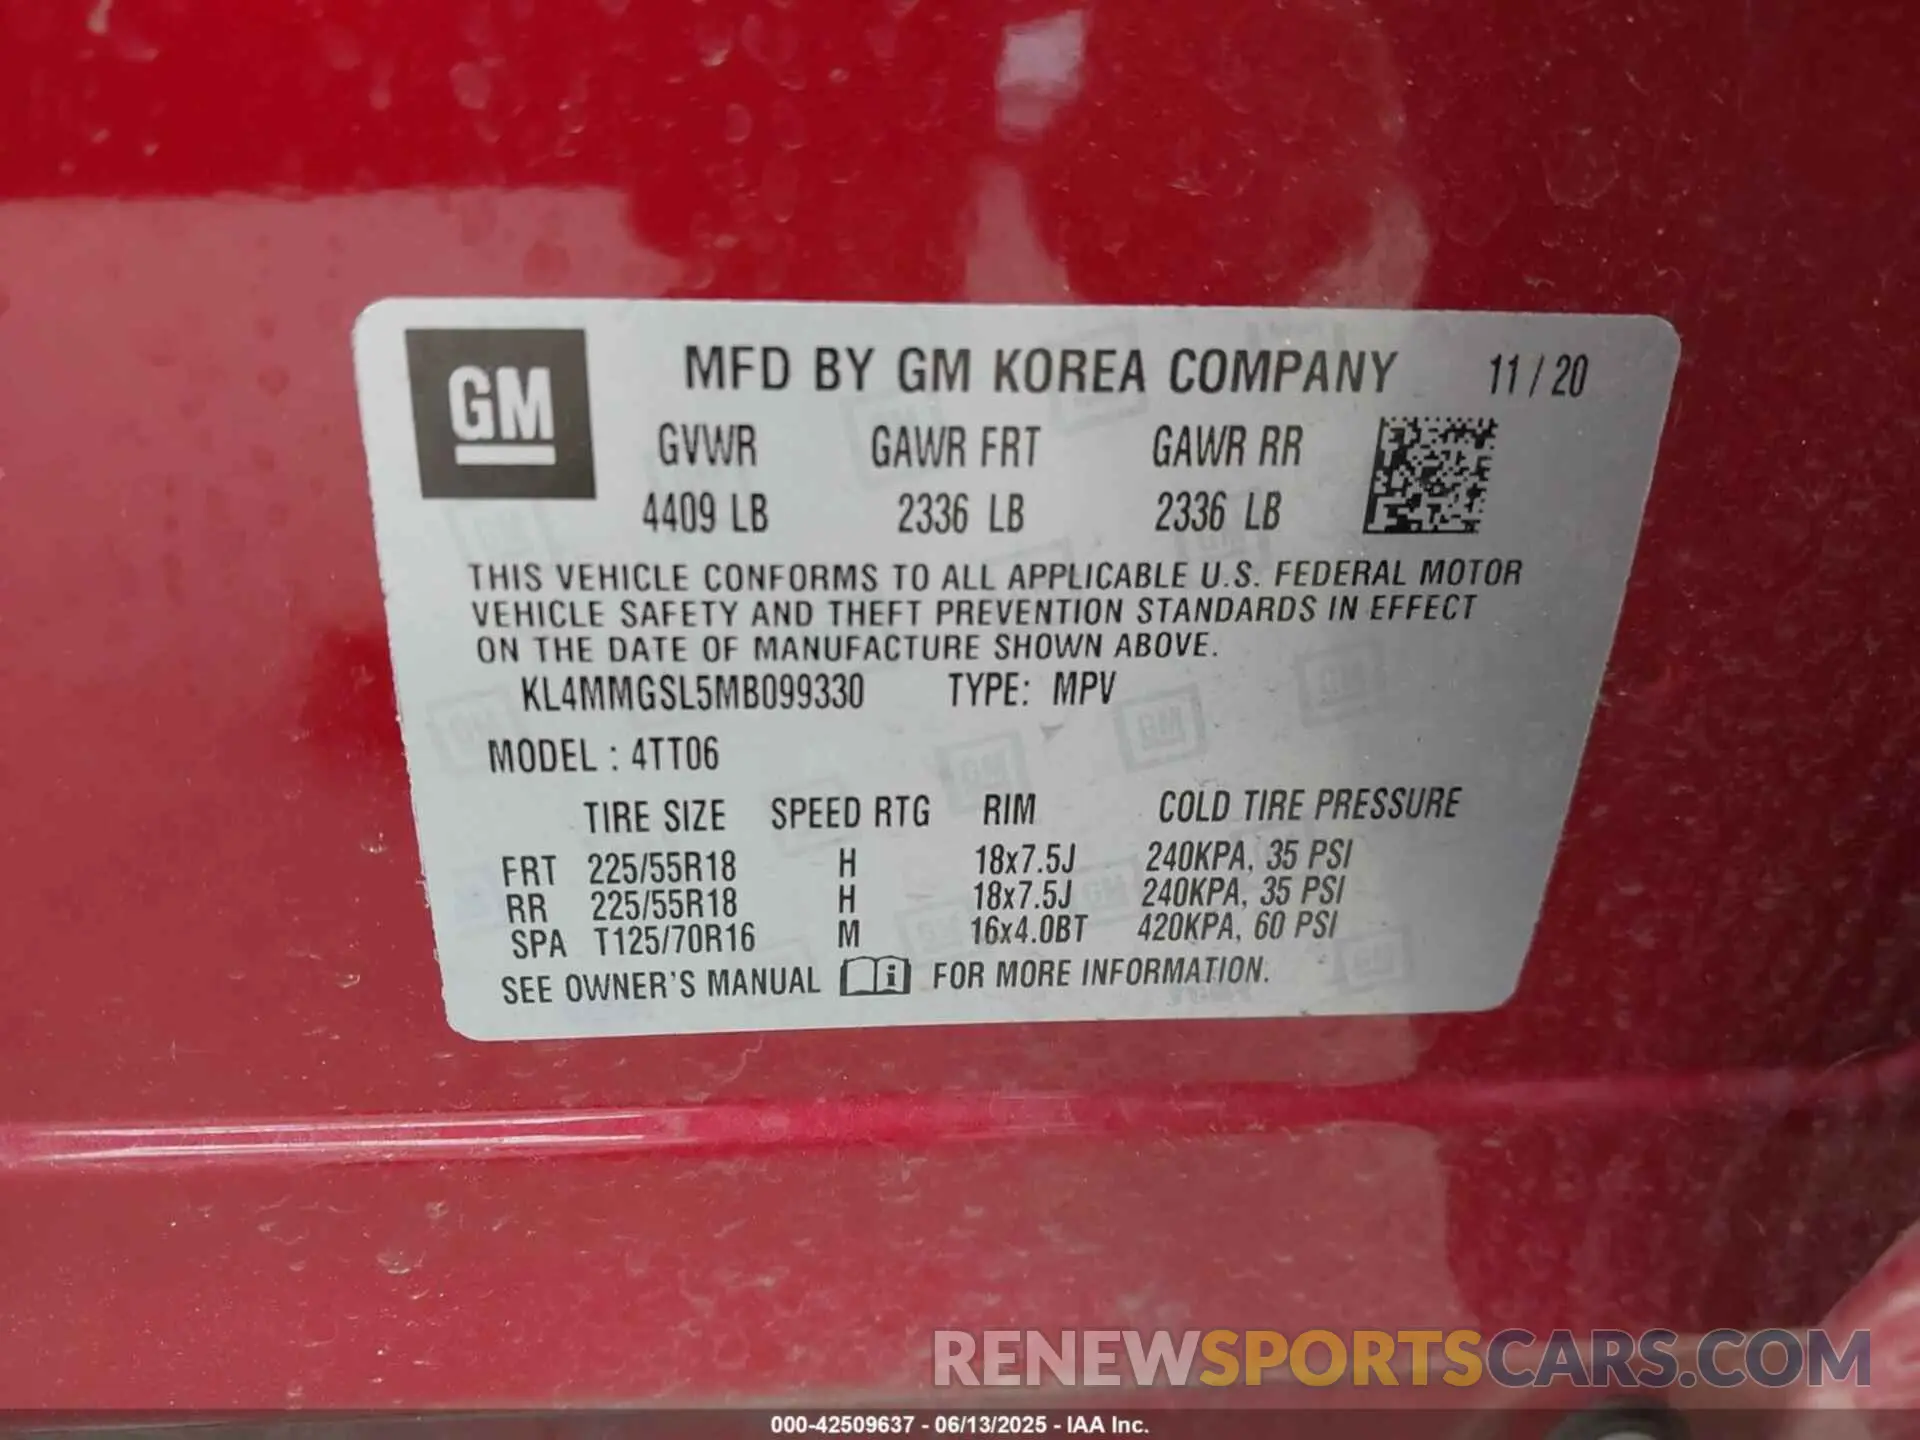 GM
MFD BY GM KOREA COMPANY 11 / 20
GVWR GAWR FRT GAWR RR
4409 LB 2336 LB 2336 LB
THIS VEHICLE CONFORMS TO ALL APPLICABLE U.S. FEDERAL MOTOR
VEHICLE SAFETY AND THEFT PREVENTION STANDARDS IN EFFECT
ON THE DATE OF MANUFACTURE SHOWN ABOVE.
KL4MMGSL5MB099330 TYPE: MPV
MODEL : 4TT06
TIRE SIZE SPEED RTG RIM COLD TIRE PRESSURE
FRT 225/55R18 H 18x7.5J 240KPA, 35 PSI
RR 225/55R18 H 18x7.5J 240KPA, 35 PSI
SPA T125/70R16 M 16x4.0BT 420KPA, 60 PSI
SEE OWNER'S MANUAL i FOR MORE INFORMATION.
RENEWSPORTSCARS.COM
000-42509637 - 06/13/2025 - IAA Inc.